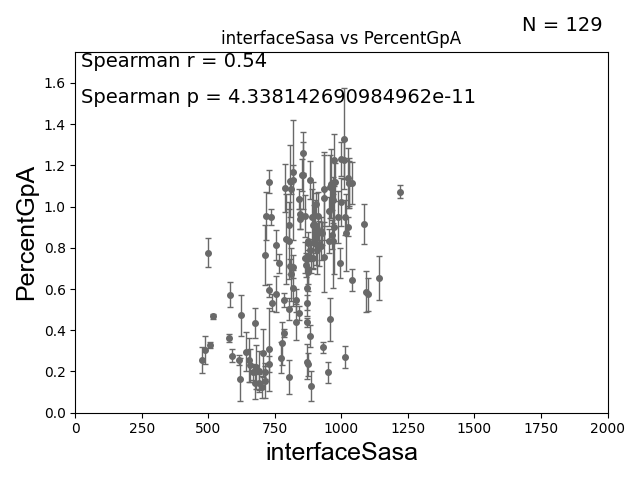 N = 129
interfaceSasa vs PercentGpA
Spearman r = 0.54
Spearman p = 4.338142690984962e-11
PercentGpA
1.6
1.4
1.2
1.0
0.8
0.6
0.4
0.2
0.0
0 250 500 750 1000 1250 1500 1750 2000
interfaceSasa